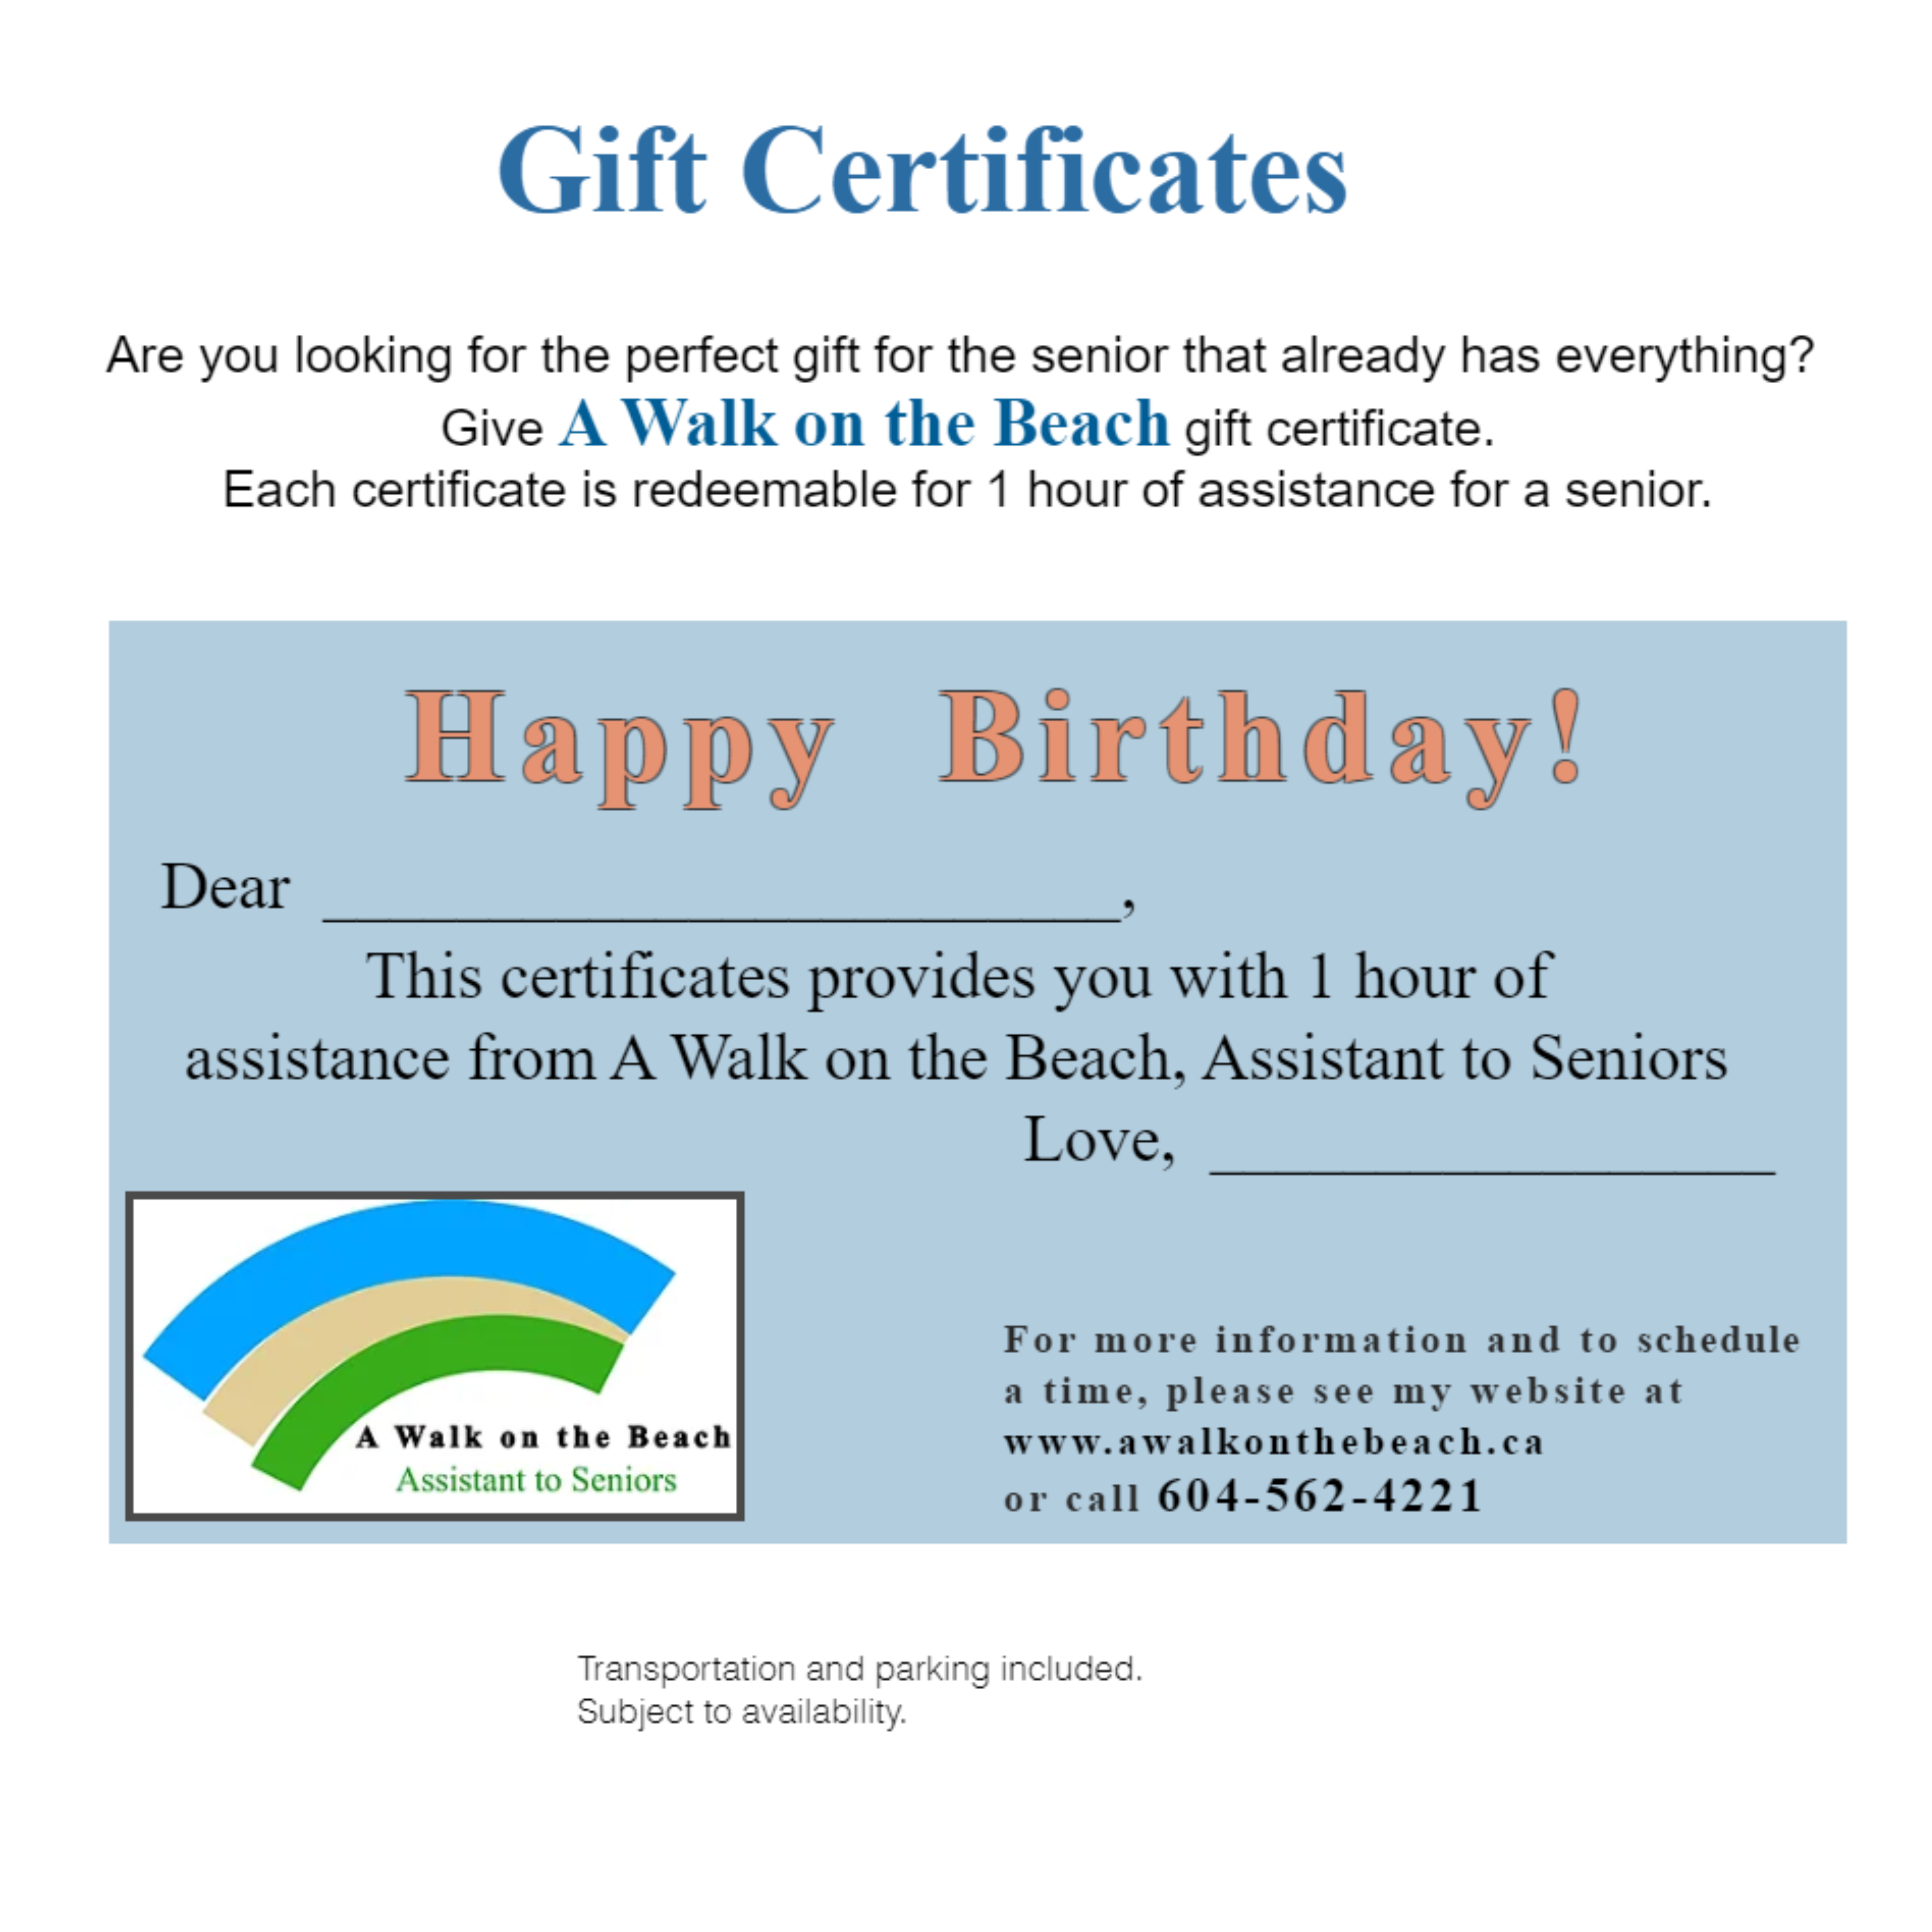 Gift Certificates
Are you looking for the perfect gift for the senior that already has everything?
Give A Walk on the Beach gift certificate.
Each certificate is redeemable for 1 hour of assistance for a senior.
Happy Birthday!
Dear ________________________,
This certificates provides you with 1 hour of
assistance from A Walk on the Beach, Assistant to Seniors
Love, _________________
A Walk on the Beach
Assistant to Seniors
For more information and to schedule
a time, please see my website at
www.awalkonthebeach.ca
or call 604-562-4221
Transportation and parking included.
Subject to availability.